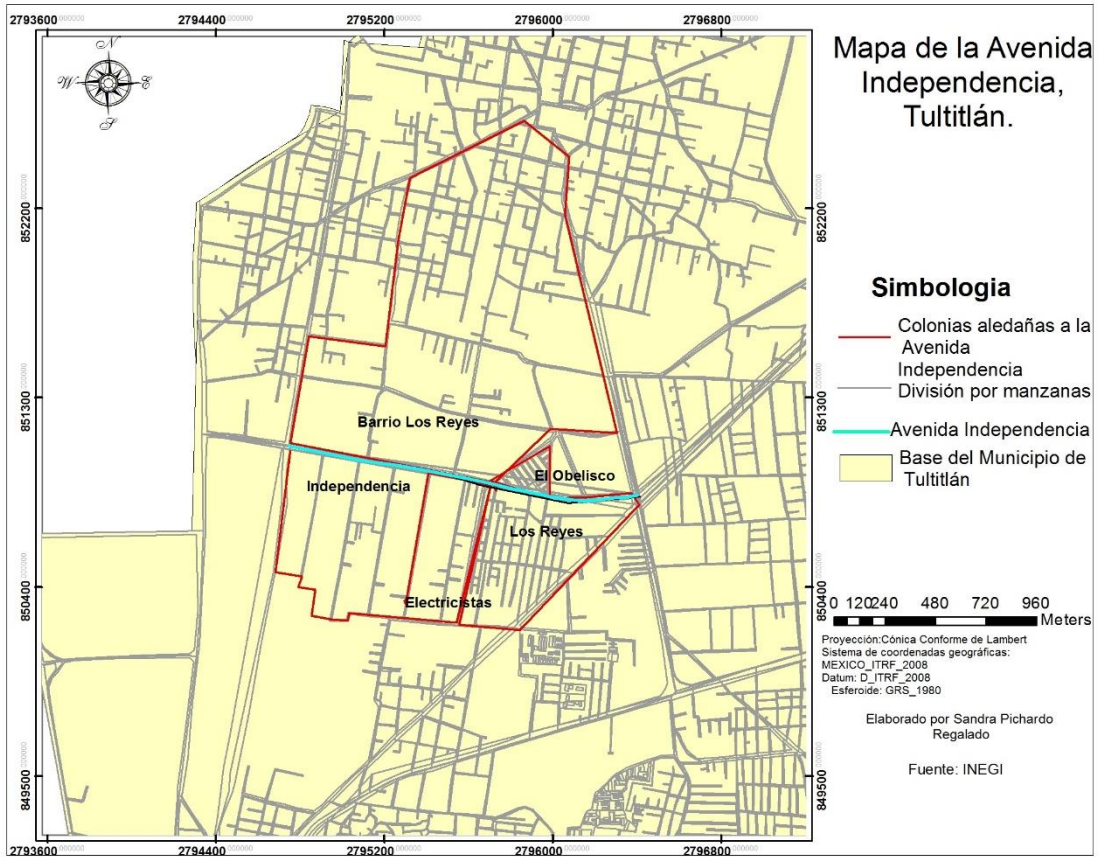 Mapa de la Avenida
Independencia,
Tultitlán.
2793600 2794400 2795200 2796000 2796800
N
W E
S
852200 852200
851300 851300
850400 850400
849500 849500
Barrio Los Reyes
Independencia
El Obelisco
Los Reyes
Electricistas
2793600 2794400 2795200 2796000 2796800
Simbologia
Colonias aledañas a la
Avenida
Independencia
División por manzanas
Avenida Independencia
Base del Municipio de
Tultitlán
0 120240 480 720 960
Meters
Proyección:Cónica Conforme de Lambert
Sistema de coordenadas geográficas:
MEXICO_ITRF_2008
Datum: D_ITRF_2008
Esferoide: GRS_1980
Elaborado por Sandra Pichardo
Regalado
Fuente: INEGI